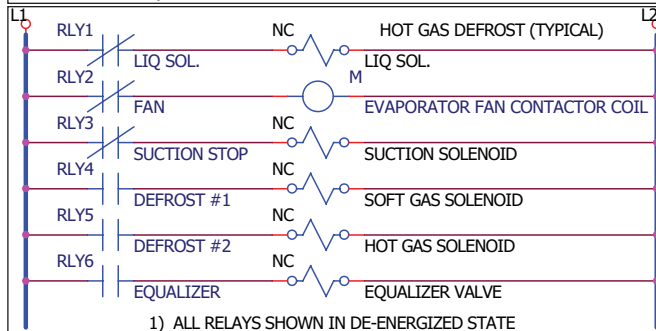 L1 L2
RLY1 NC HOT GAS DEFROST (TYPICAL)
LIQ SOL. LIQ SOL.
RLY2 M
FAN EVAPORATOR FAN CONTACTOR COIL
RLY3 NC
SUCTION STOP SUCTION SOLENOID
RLY4 NC
DEFROST #1 SOFT GAS SOLENOID
RLY5 NC
DEFROST #2 HOT GAS SOLENOID
RLY6 NC
EQUALIZER EQUALIZER VALVE
1) ALL RELAYS SHOWN IN DE-ENERGIZED STATE